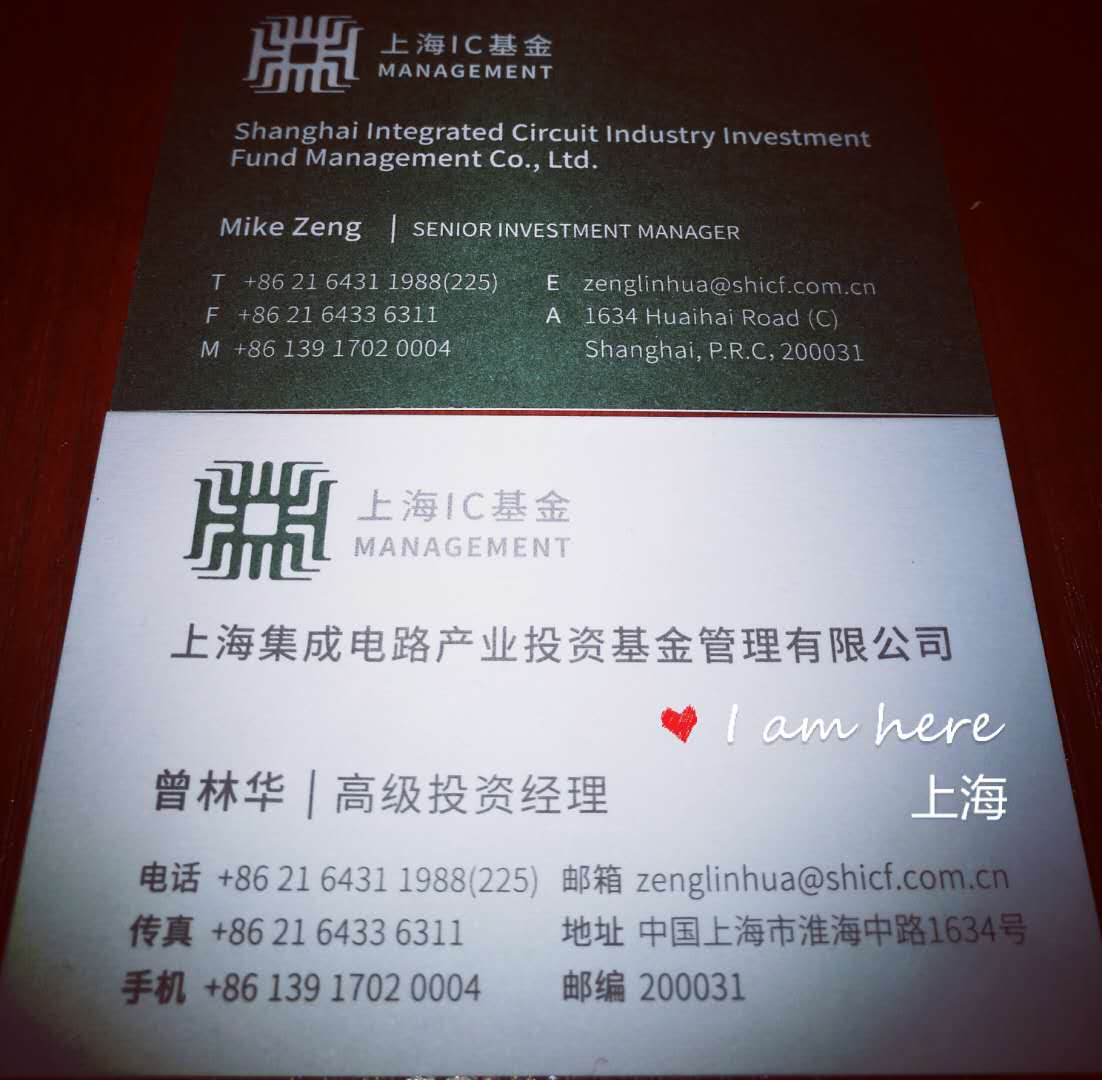 上海IC基金
MANAGEMENT
Shanghai Integrated Circuit Industry Investment
Fund Management Co., Ltd.
Mike Zeng | SENIOR INVESTMENT MANAGER
T +86 21 6431 1988(225) E zenglinhua@shicf.com.cn
F +86 21 6433 6311 A 1634 Huaihai Road (C)
M +86 139 1702 0004 Shanghai, P.R.C, 200031
上海IC基金
MANAGEMENT
上海集成电路产业投资基金管理有限公司
I am here
上海
曾林华 | 高级投资经理
电话 +86 21 6431 1988(225) 邮箱 zenglinhua@shicf.com.cn
传真 +86 21 6433 6311 地址 中国上海市淮海中路1634号
手机 +86 139 1702 0004 邮编 200031